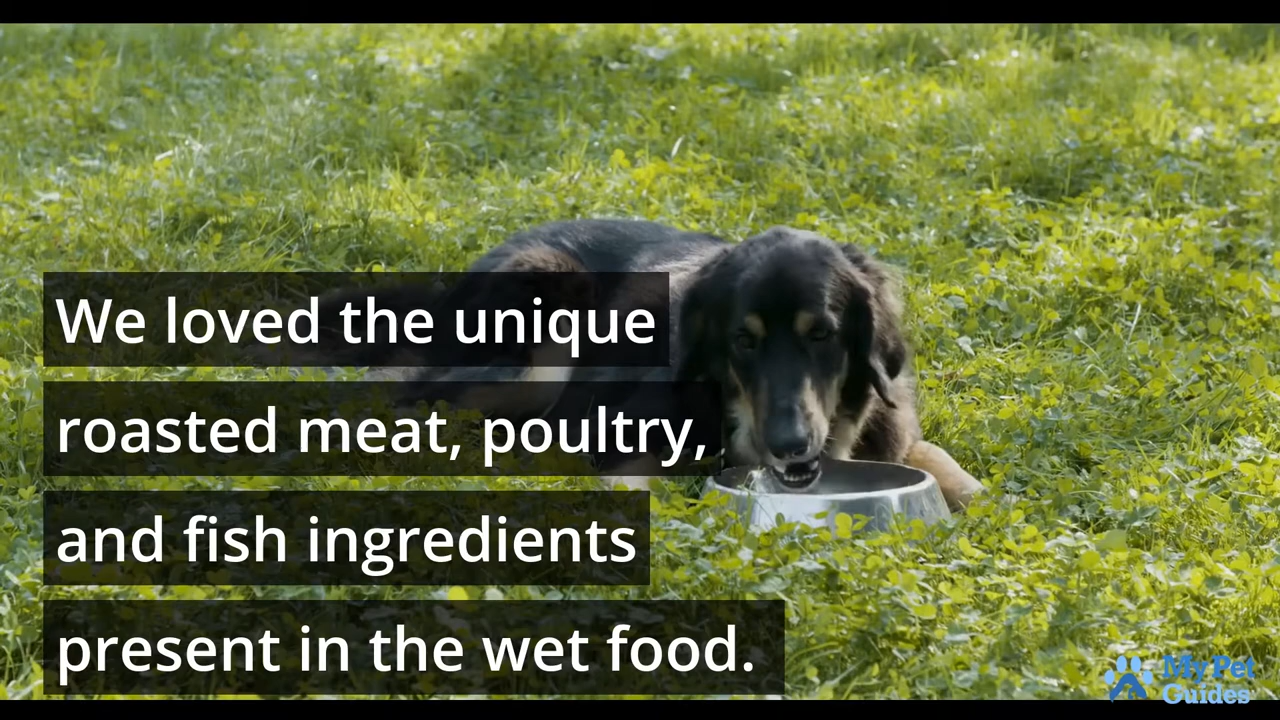 We loved the unique
roasted meat, poultry,
and fish ingredients
present in the wet food.
My Pet
Guides